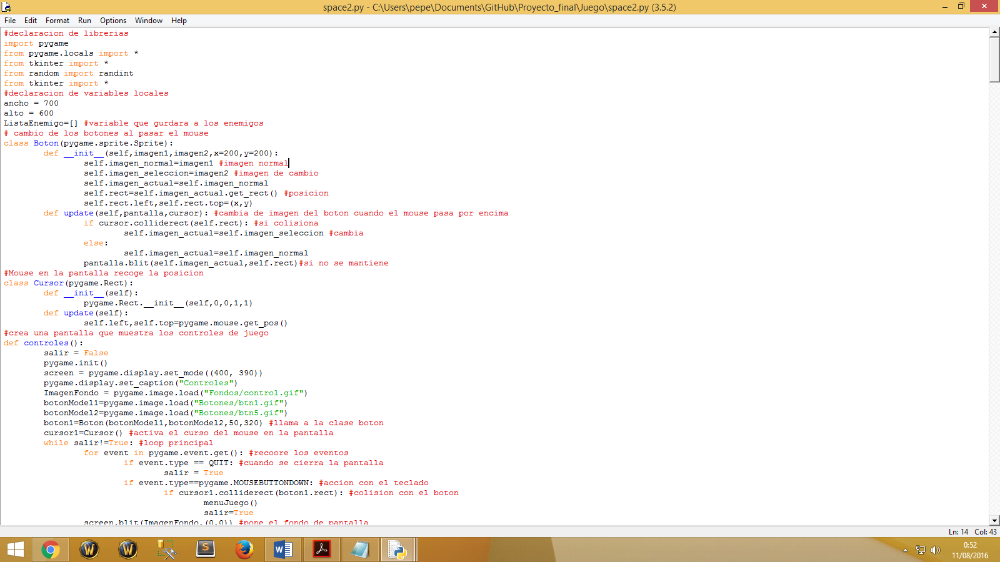 space2.py - C:\Users\pepe\Documents\GitHub\Proyecto_final\Juego\space2.py (3.5.2)
File Edit Format Run Options Window Help
#declaracion de librerias
import pygame
from pygame.locals import *
from tkinter import *
from random import randint
from tkinter import *
#declaracion de variables locales
ancho = 700
alto = 600
ListaEnemigo=[] #variable que gurdara a los enemigos
# cambio de los botones al pasar el mouse
class Boton(pygame.sprite.Sprite):
        def __init__(self,imagen1,imagen2,x=200,y=200):
                self.imagen_normal=imagen1 #imagen normal
                self.imagen_seleccion=imagen2 #imagen de cambio
                self.imagen_actual=self.imagen_normal
                self.rect=self.imagen_actual.get_rect() #posicion
                self.rect.left,self.rect.top=(x,y)
        def update(self,pantalla,cursor): #cambia de imagen del boton cuando el mouse pasa por encima
                if cursor.colliderect(self.rect): #si colisiona
                        self.imagen_actual=self.imagen_seleccion #cambia
                else:
                        self.imagen_actual=self.imagen_normal
                pantalla.blit(self.imagen_actual,self.rect)#si no se mantiene
#Mouse en la pantalla recoge la posicion
class Cursor(pygame.Rect):
        def __init__(self):
                pygame.Rect.__init__(self,0,0,1,1)
        def update(self):
                self.left,self.top=pygame.mouse.get_pos()
#crea una pantalla que muestra los controles de juego
def controles():
        salir = False
        pygame.init()
        screen = pygame.display.set_mode((400, 390))
        pygame.display.set_caption("Controles")
        ImagenFondo = pygame.image.load("Fondos/control.gif")
        botonModel1=pygame.image.load("Botones/btn1.gif")
        botonModel2=pygame.image.load("Botones/btn5.gif")
        boton1=Boton(botonModel1,botonModel2,50,320) #llama a la clase boton
        cursor1=Cursor() #activa el curso del mouse en la pantalla
        while salir!=True: #loop principal
                for event in pygame.event.get(): #recoore los eventos
                        if event.type == QUIT: #cuando se cierra la pantalla
                                salir = True
                        if event.type==pygame.MOUSEBUTTONDOWN: #accion con el teclado
                                if cursor1.colliderect(boton1.rect): #colision con el boton
                                        menuJuego()
                                        salir=True
                screen.blit(ImagenFondo,(0,0)) #pone el fondo de pantalla
Ln: 14 Col: 43
0:52
11/08/2016